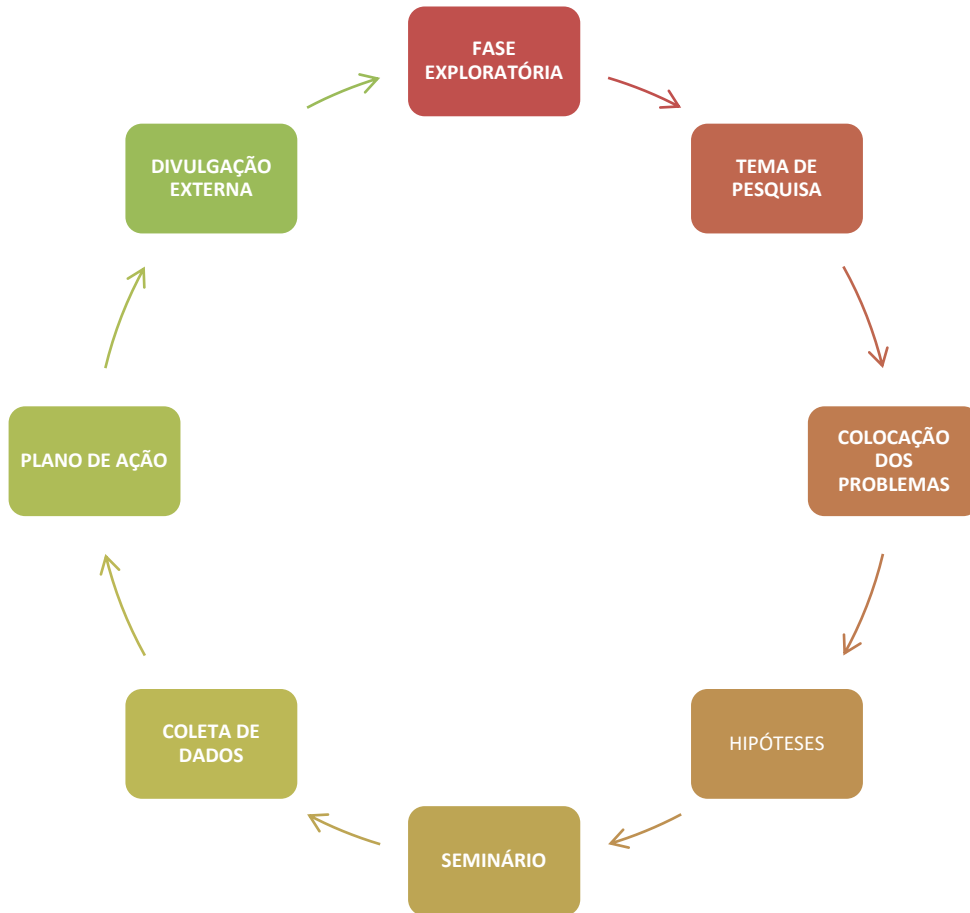 FASE
EXPLORATÓRIA
TEMA DE
PESQUISA
COLOCAÇÃO
DOS
PROBLEMAS
HIPÓTESES
SEMINÁRIO
COLETA DE
DADOS
PLANO DE AÇÃO
DIVULGAÇÃO
EXTERNA